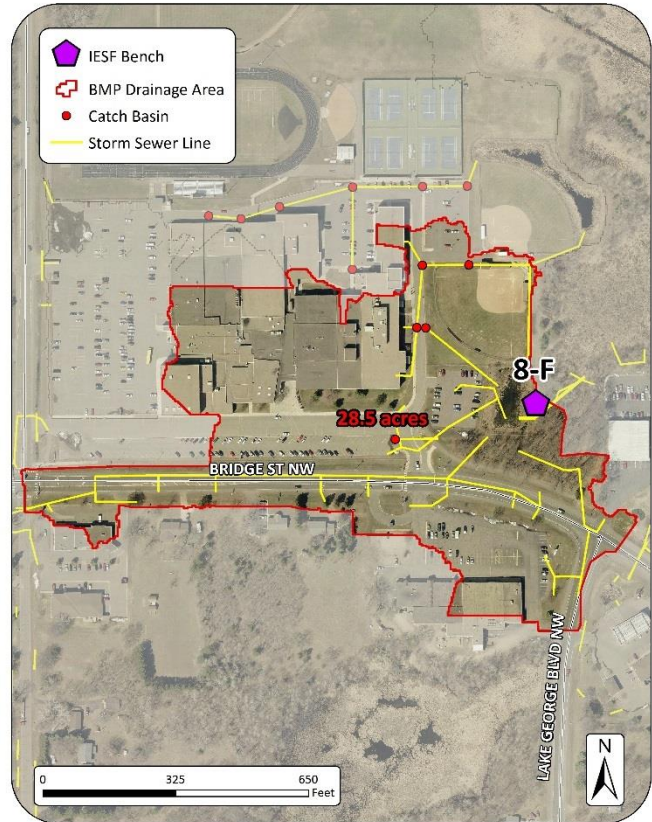 IESF Bench
BMP Drainage Area
Catch Basin
Storm Sewer Line
8-F
28.5 acres
BRIDGE ST NW
LAKE GEORGE BLVD NW
0 325 650
Feet
N